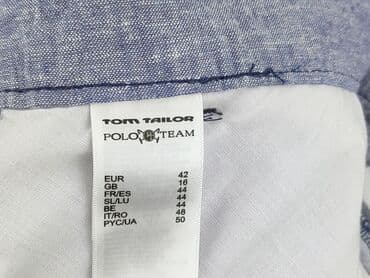 TOM TAILOR
POLO TEAM
EUR 42
GB 16
FR/ES 44
SL/LU 44
BE 44
IT/RO 48
РУС/UA 50